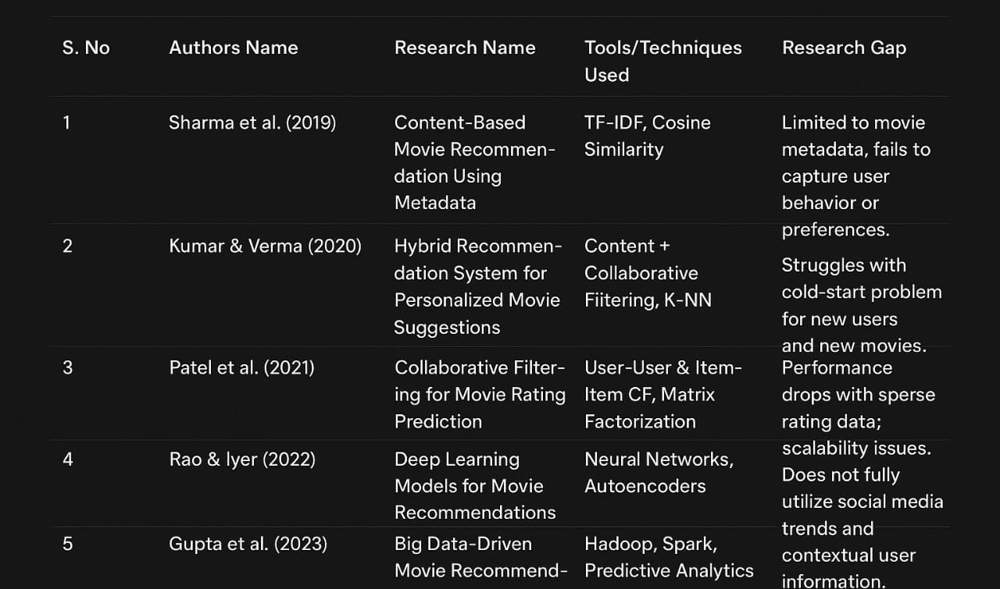 S. No
Authors Name
Research Name
Tools/Techniques
Used
Research Gap
1
Sharma et al. (2019)
Content-Based
Movie Recommen-
dation Using
Metadata
TF-IDF, Cosine
Similarity
Limited to movie
metadata, fails to
capture user
behavior or
preferences.
2
Kumar & Verma (2020)
Hybrid Recommen-
dation System for
Personalized Movie
Suggestions
Content +
Collaborative
Fiitering, K-NN
Struggles with
cold-start problem
for new users
and new movies.
3
Patel et al. (2021)
Collaborative Filter-
ing for Movie Rating
Prediction
User-User & Item-
Item CF, Matrix
Factorization
Performance
drops with sperse
rating data;
scalability issues.
4
Rao & lyer (2022)
Deep Learning
Models for Movie
Recommendations
Neural Networks,
Autoencoders
Does not fully
utilize social media
trends and
contextual user
information.
5
Gupta et al. (2023)
Big Data-Driven
Movie Recommend-
Hadoop, Spark,
Predictive Analytics